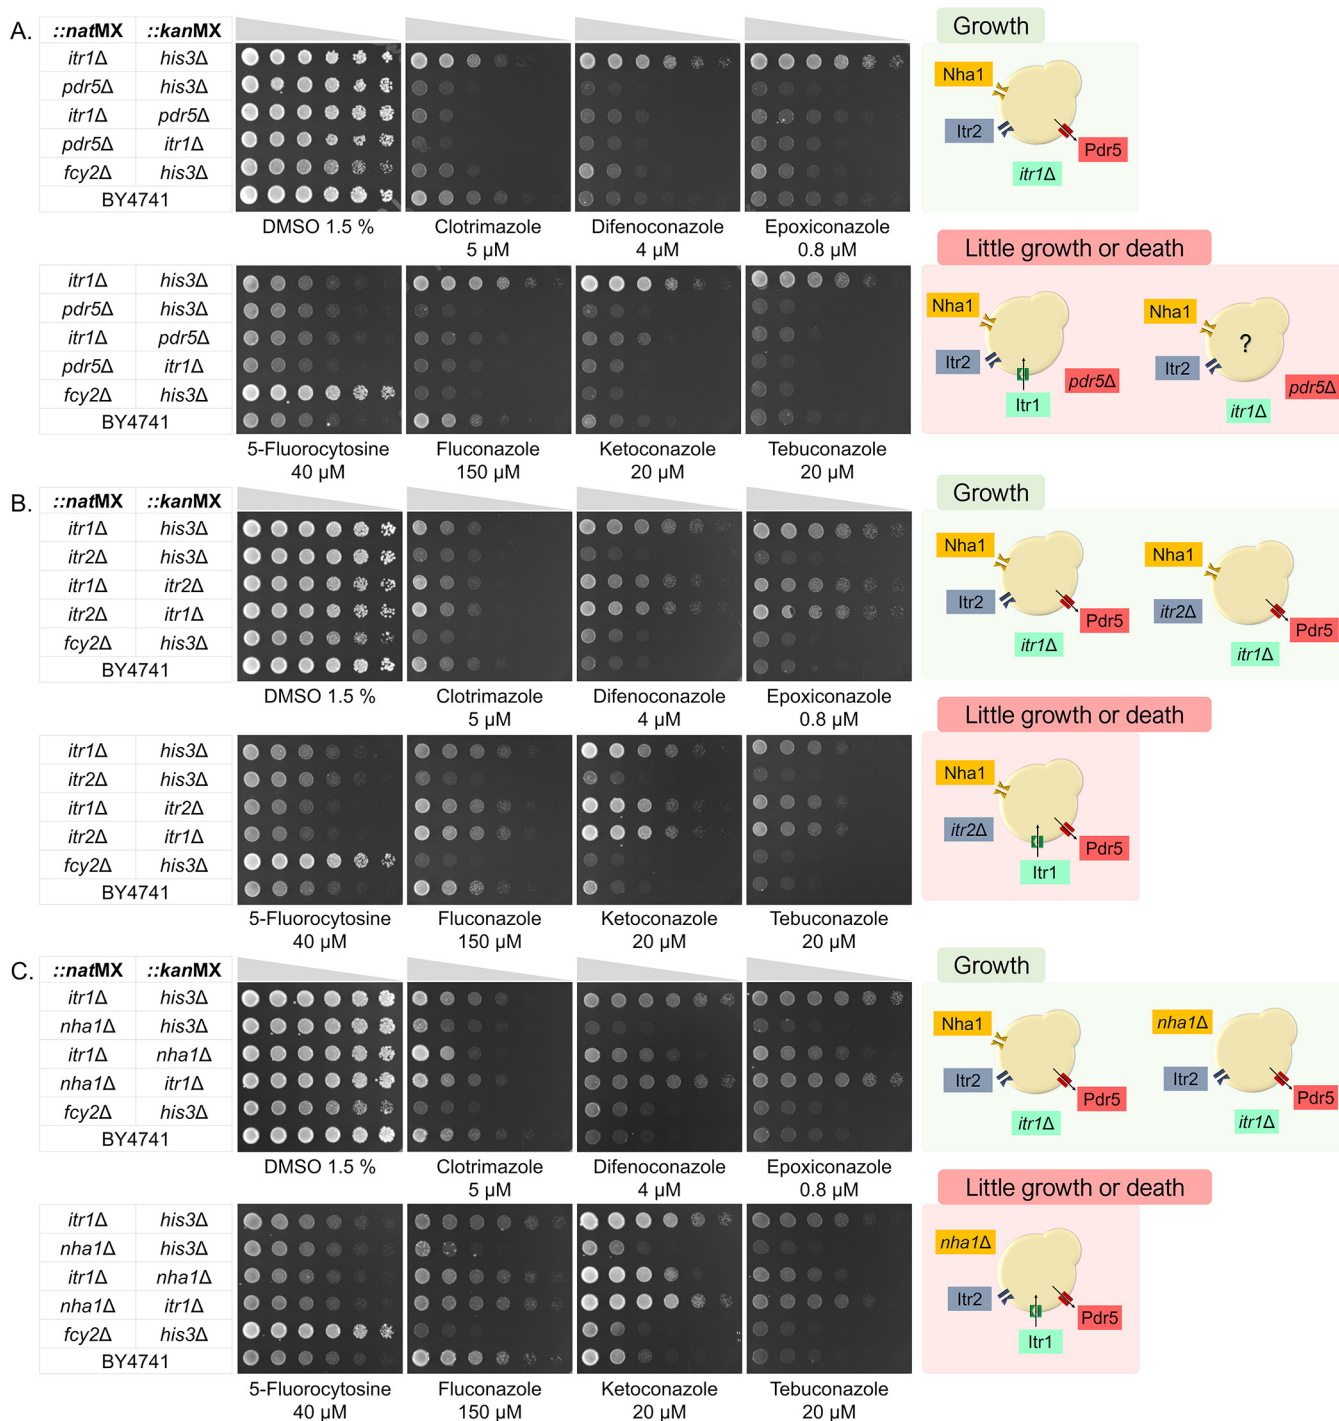 A.
::natMX ::kanMX
itr1Δ his3Δ
pdr5Δ his3Δ
itr1Δ pdr5Δ
pdr5Δ itr1Δ
fcy2Δ his3Δ
BY4741
DMSO 1.5 %
Clotrimazole
5 µM
Difenoconazole
4 µM
Epoxiconazole
0.8 µM
Growth
Nha1
Itr2
Pdr5
itr1Δ
itr1Δ his3Δ
pdr5Δ his3Δ
itr1Δ pdr5Δ
pdr5Δ itr1Δ
fcy2Δ his3Δ
BY4741
5-Fluorocytosine
40 µM
Fluconazole
150 µM
Ketoconazole
20 µM
Tebuconazole
20 µM
Little growth or death
Nha1
Itr2
pdr5Δ
Itr1
Nha1
?
Itr2
pdr5Δ
itr1Δ
B.
::natMX ::kanMX
itr1Δ his3Δ
itr2Δ his3Δ
itr1Δ itr2Δ
itr2Δ itr1Δ
fcy2Δ his3Δ
BY4741
DMSO 1.5 %
Clotrimazole
5 µM
Difenoconazole
4 µM
Epoxiconazole
0.8 µM
Growth
Nha1
Itr2
Pdr5
itr1Δ
Nha1
itr2Δ
Pdr5
itr1Δ
itr1Δ his3Δ
itr2Δ his3Δ
itr1Δ itr2Δ
itr2Δ itr1Δ
fcy2Δ his3Δ
BY4741
5-Fluorocytosine
40 µM
Fluconazole
150 µM
Ketoconazole
20 µM
Tebuconazole
20 µM
Little growth or death
Nha1
itr2Δ
Pdr5
Itr1
C.
::natMX ::kanMX
itr1Δ his3Δ
nha1Δ his3Δ
itr1Δ nha1Δ
nha1Δ itr1Δ
fcy2Δ his3Δ
BY4741
DMSO 1.5 %
Clotrimazole
5 µM
Difenoconazole
4 µM
Epoxiconazole
0.8 µM
Growth
Nha1
Itr2
Pdr5
itr1Δ
nha1Δ
Itr2
Pdr5
itr1Δ
itr1Δ his3Δ
nha1Δ his3Δ
itr1Δ nha1Δ
nha1Δ itr1Δ
fcy2Δ his3Δ
BY4741
5-Fluorocytosine
40 µM
Fluconazole
150 µM
Ketoconazole
20 µM
Tebuconazole
20 µM
Little growth or death
nha1Δ
Itr2
Pdr5
Itr1